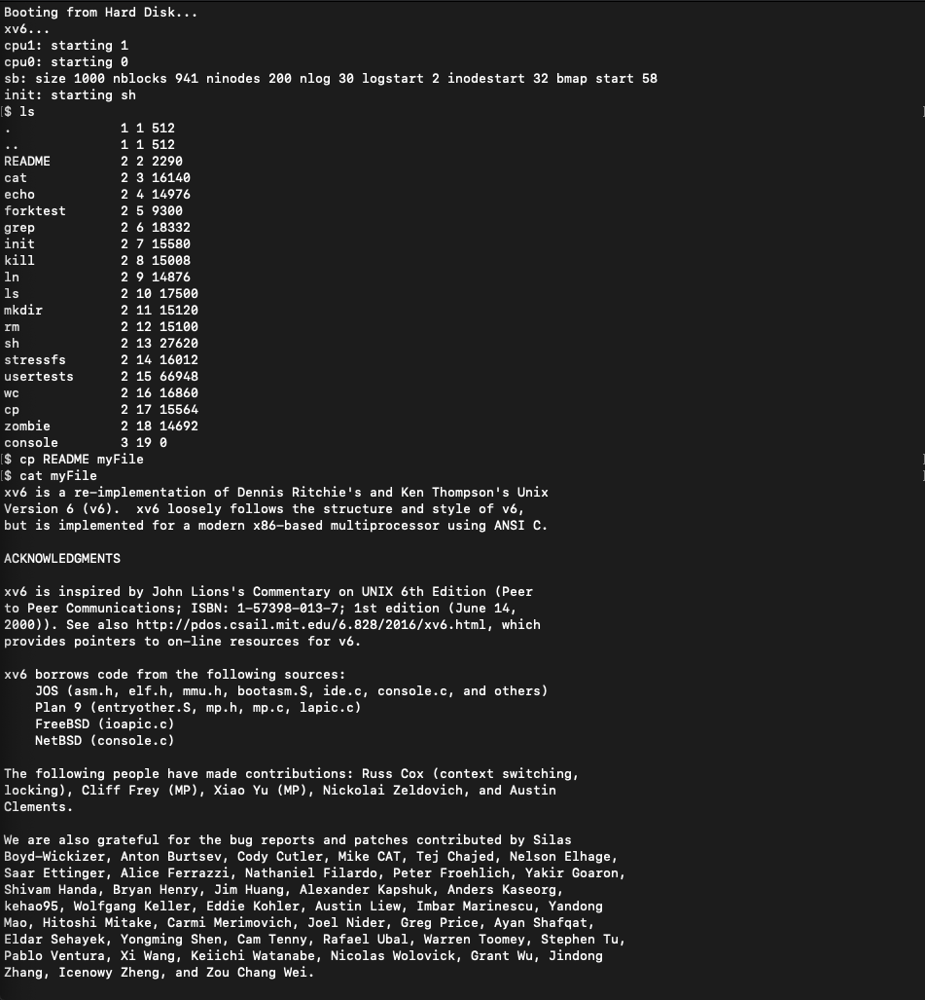 Booting from Hard Disk...
xv6...
cpu1: starting 1
cpu0: starting 0
sb: size 1000 nblocks 941 ninodes 200 nlog 30 logstart 2 inodestart 32 bmap start 58
init: starting sh
[$ ls ]
. 1 1 512
.. 1 1 512
README 2 2 2290
cat 2 3 16140
echo 2 4 14976
forktest 2 5 9300
grep 2 6 18332
init 2 7 15580
kill 2 8 15008
ln 2 9 14876
ls 2 10 17500
mkdir 2 11 15120
rm 2 12 15100
sh 2 13 27620
stressfs 2 14 16012
usertests 2 15 66948
wc 2 16 16860
cp 2 17 15564
zombie 2 18 14692
console 3 19 0
[$ cp README myFile ]
[$ cat myFile ]
xv6 is a re-implementation of Dennis Ritchie's and Ken Thompson's Unix
Version 6 (v6).  xv6 loosely follows the structure and style of v6,
but is implemented for a modern x86-based multiprocessor using ANSI C.
ACKNOWLEDGMENTS
xv6 is inspired by John Lions's Commentary on UNIX 6th Edition (Peer
to Peer Communications; ISBN: 1-57398-013-7; 1st edition (June 14,
2000)). See also http://pdos.csail.mit.edu/6.828/2016/xv6.html, which
provides pointers to on-line resources for v6.
xv6 borrows code from the following sources:
JOS (asm.h, elf.h, mmu.h, bootasm.S, ide.c, console.c, and others)
Plan 9 (entryother.S, mp.h, mp.c, lapic.c)
FreeBSD (ioapic.c)
NetBSD (console.c)
The following people have made contributions: Russ Cox (context switching,
locking), Cliff Frey (MP), Xiao Yu (MP), Nickolai Zeldovich, and Austin
Clements.
We are also grateful for the bug reports and patches contributed by Silas
Boyd-Wickizer, Anton Burtsev, Cody Cutler, Mike CAT, Tej Chajed, Nelson Elhage,
Saar Ettinger, Alice Ferrazzi, Nathaniel Filardo, Peter Froehlich, Yakir Goaron,
Shivam Handa, Bryan Henry, Jim Huang, Alexander Kapshuk, Anders Kaseorg,
kehao95, Wolfgang Keller, Eddie Kohler, Austin Liew, Imbar Marinescu, Yandong
Mao, Hitoshi Mitake, Carmi Merimovich, Joel Nider, Greg Price, Ayan Shafqat,
Eldar Sehayek, Yongming Shen, Cam Tenny, Rafael Ubal, Warren Toomey, Stephen Tu,
Pablo Ventura, Xi Wang, Keiichi Watanabe, Nicolas Wolovick, Grant Wu, Jindong
Zhang, Icenowy Zheng, and Zou Chang Wei.